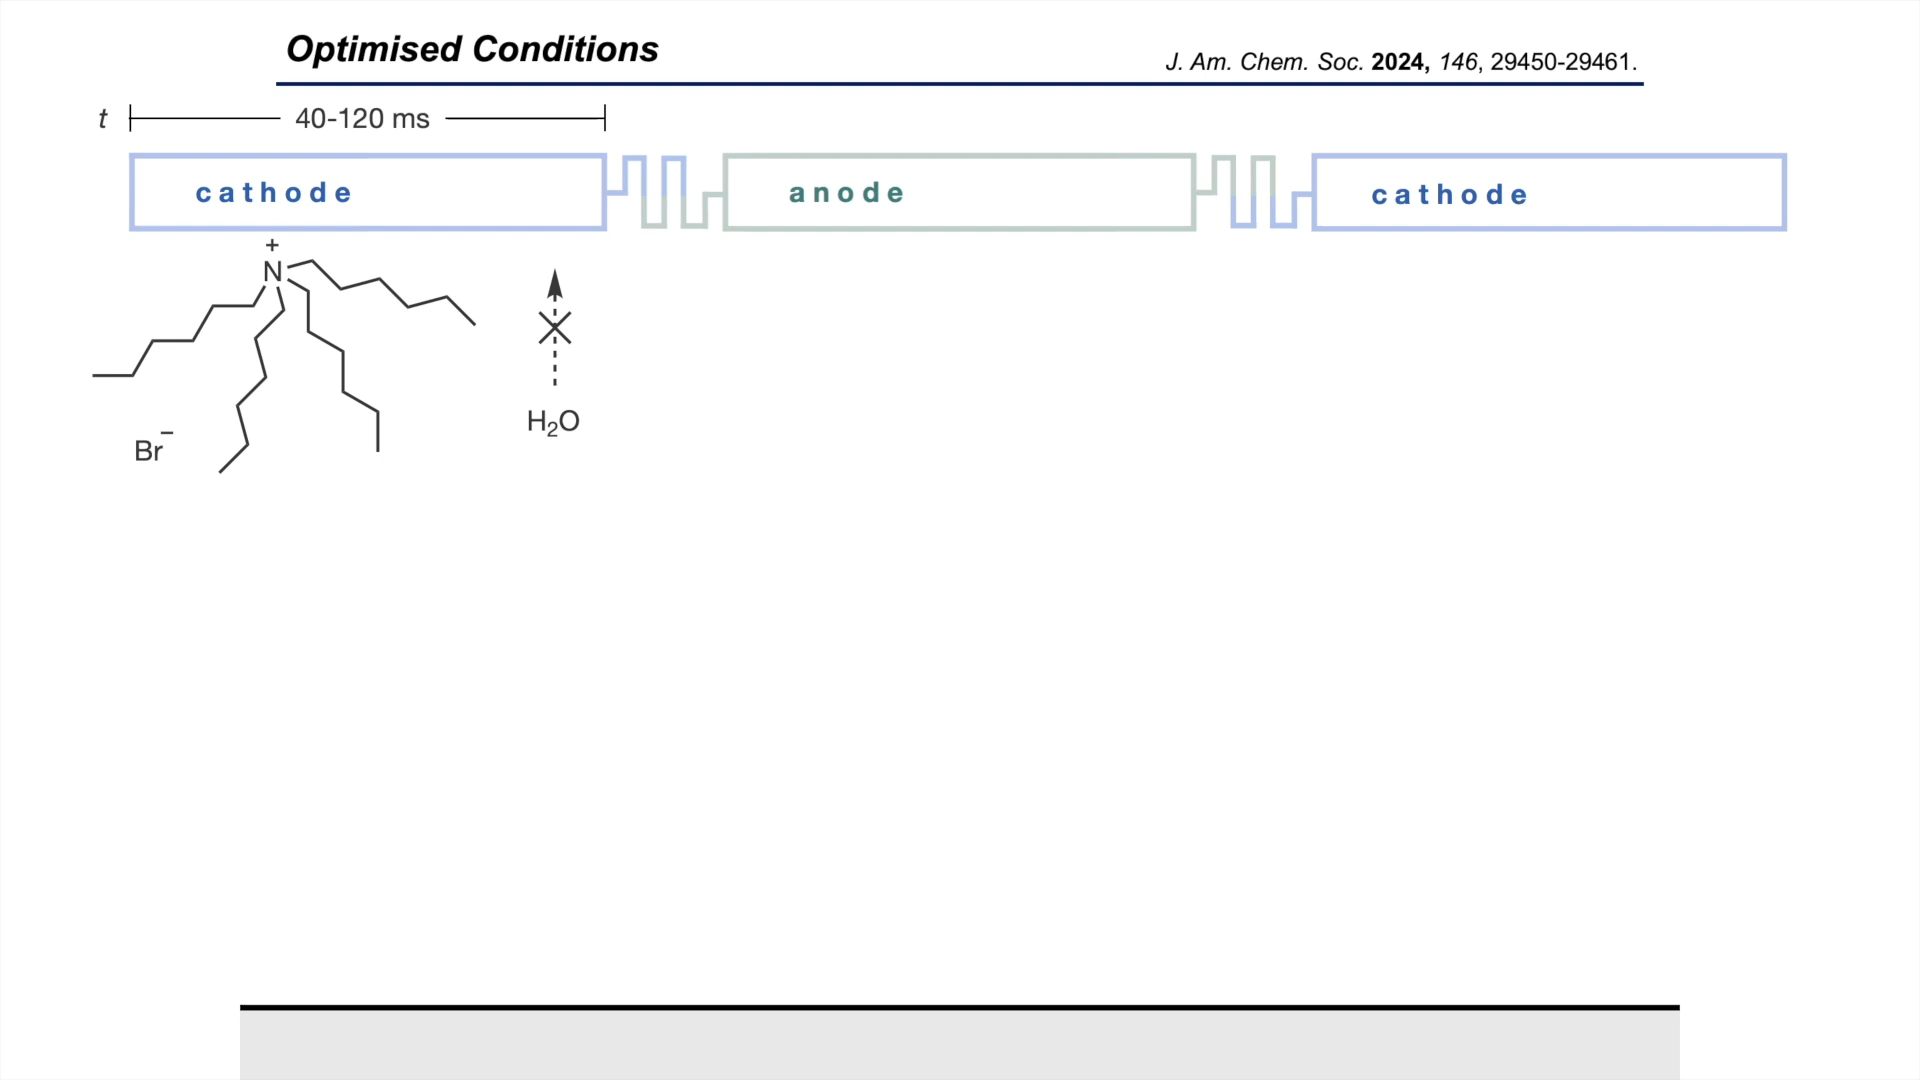 Optimised Conditions
J. Am. Chem. Soc. 2024, 146, 29450-29461.
t 40-120 ms
cathode anode cathode
+
N
H₂O
Br⁻